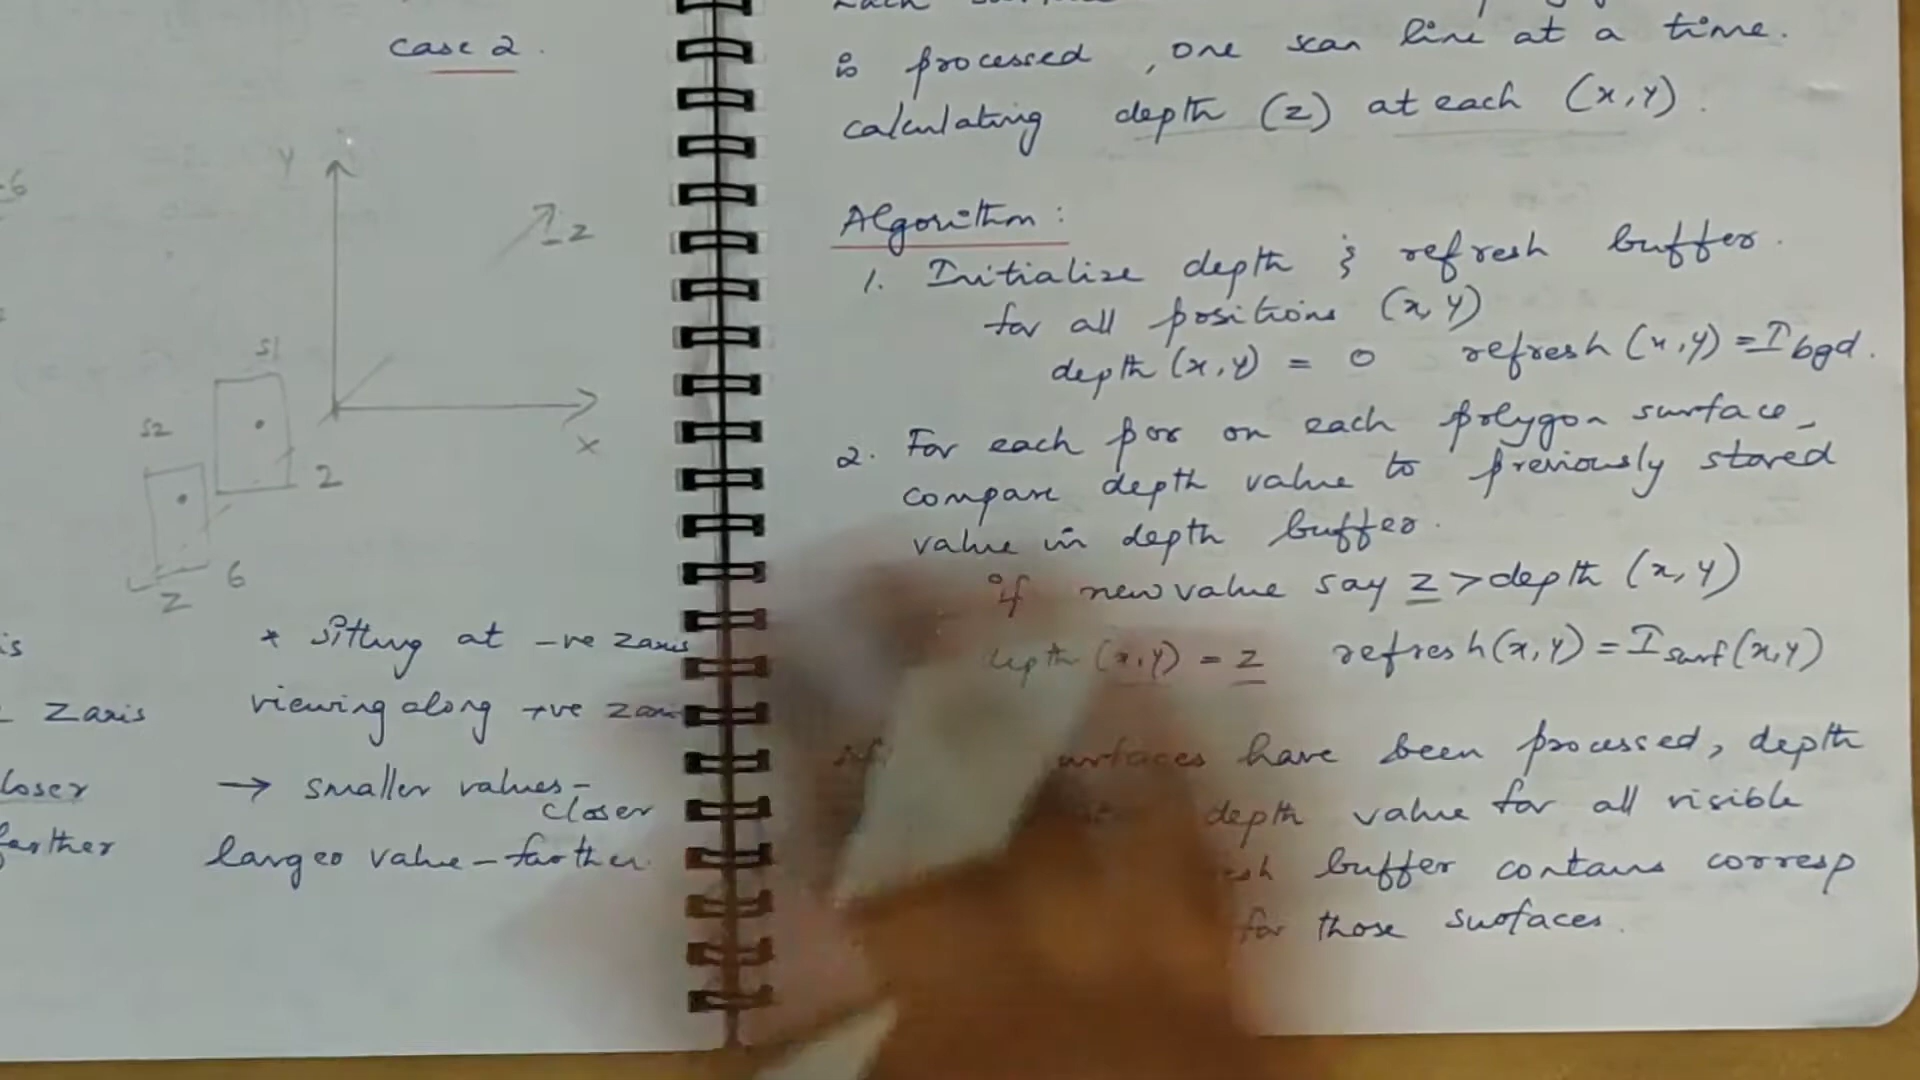 case 2.
Y
-z
S1
S2
2
X
6
Z
* sitting at -ve z axis
Z axis
viewing along +ve z axis
closer
→ smaller values -
closer
farther
larger value - farther.
is processed, one scan line at a time.
calculating depth (z) at each (x,y).
Algorithm :
1. Initialize depth & refresh buffer.
for all positions (x,y)
depth (x,y) = 0 refresh (x,y) = I bgd.
2. For each pos on each polygon surface,
compare depth value to previously stored
value in depth buffer.
if new value say z > depth (x,y)
depth (x,y) = z refresh (x,y) = I surf (x,y)
surfaces have been processed, depth
depth value for all visible
buffer contains corresp
for those surfaces.